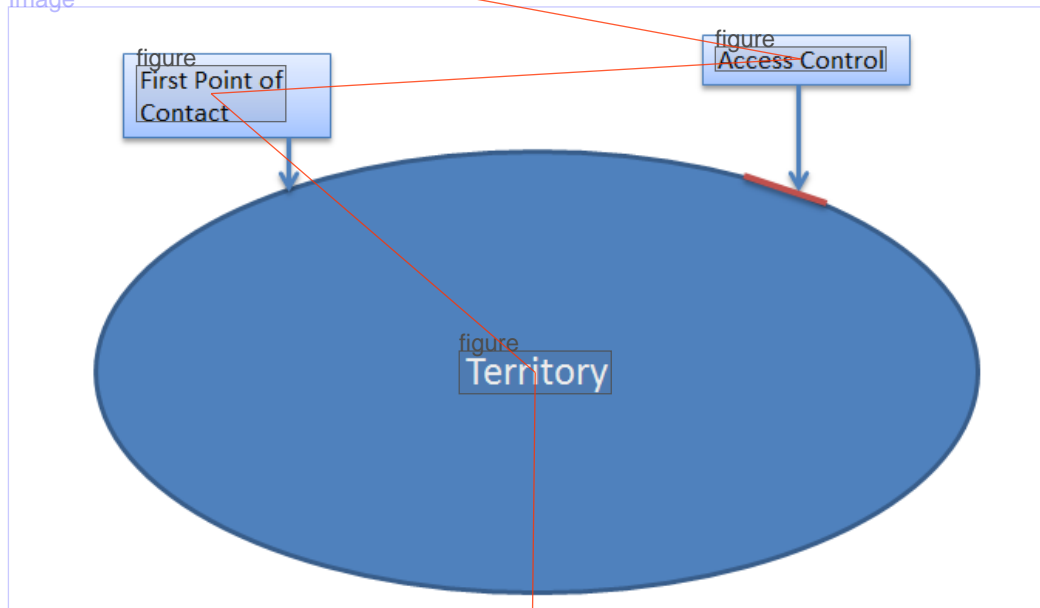 Image
figure
First Point of
Contact
figure
Access Control
figure
Territory